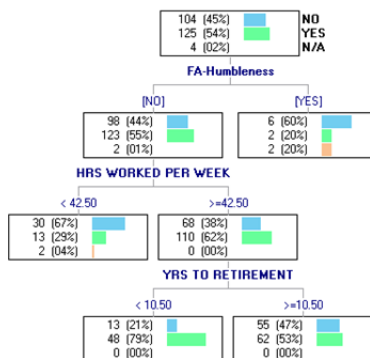 104 (45%) NO
125 (54%) YES
4 (02%) N/A
FA-Humbleness
[NO] [YES]
98 (44%) 6 (60%)
123 (55%) 2 (20%)
2 (01%) 2 (20%)
HRS WORKED PER WEEK
< 42.50 >=42.50
30 (67%) 68 (38%)
13 (29%) 110 (62%)
2 (04%) 0 (00%)
YRS TO RETIREMENT
< 10.50 >=10.50
13 (21%) 55 (47%)
48 (79%) 62 (53%)
0 (00%) 0 (00%)